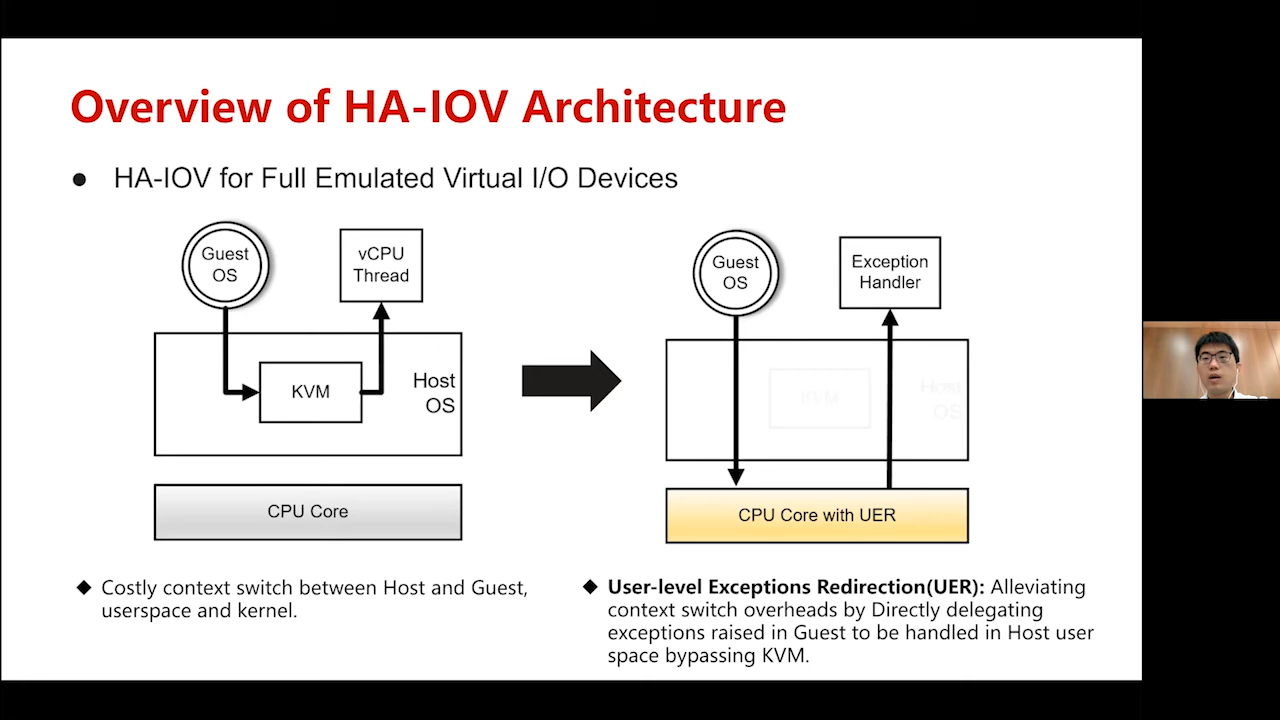 Overview of HA-IOV Architecture
● HA-IOV for Full Emulated Virtual I/O Devices
Guest
OS
vCPU
Thread
KVM
Host
OS
CPU Core
Guest
OS
Exception
Handler
KVM
Host
OS
CPU Core with UER
◆ Costly context switch between Host and Guest,
userspace and kernel.
◆ User-level Exceptions Redirection(UER): Alleviating
context switch overheads by Directly delegating
exceptions raised in Guest to be handled in Host user
space bypassing KVM.